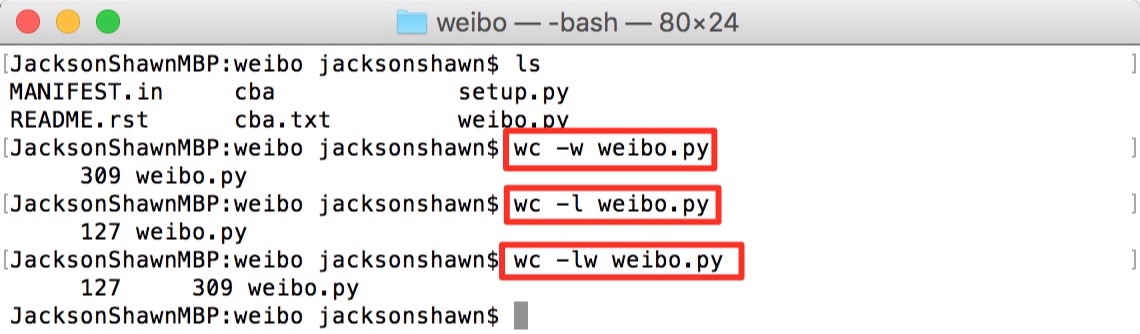 weibo — -bash — 80×24
[JacksonShawnMBP:weibo jacksonshawn$ ls ]
MANIFEST.in cba setup.py
README.rst cba.txt weibo.py
[JacksonShawnMBP:weibo jacksonshawn$ wc -w weibo.py ]
309 weibo.py
[JacksonShawnMBP:weibo jacksonshawn$ wc -l weibo.py ]
127 weibo.py
[JacksonShawnMBP:weibo jacksonshawn$ wc -lw weibo.py ]
127 309 weibo.py
JacksonShawnMBP:weibo jacksonshawn$